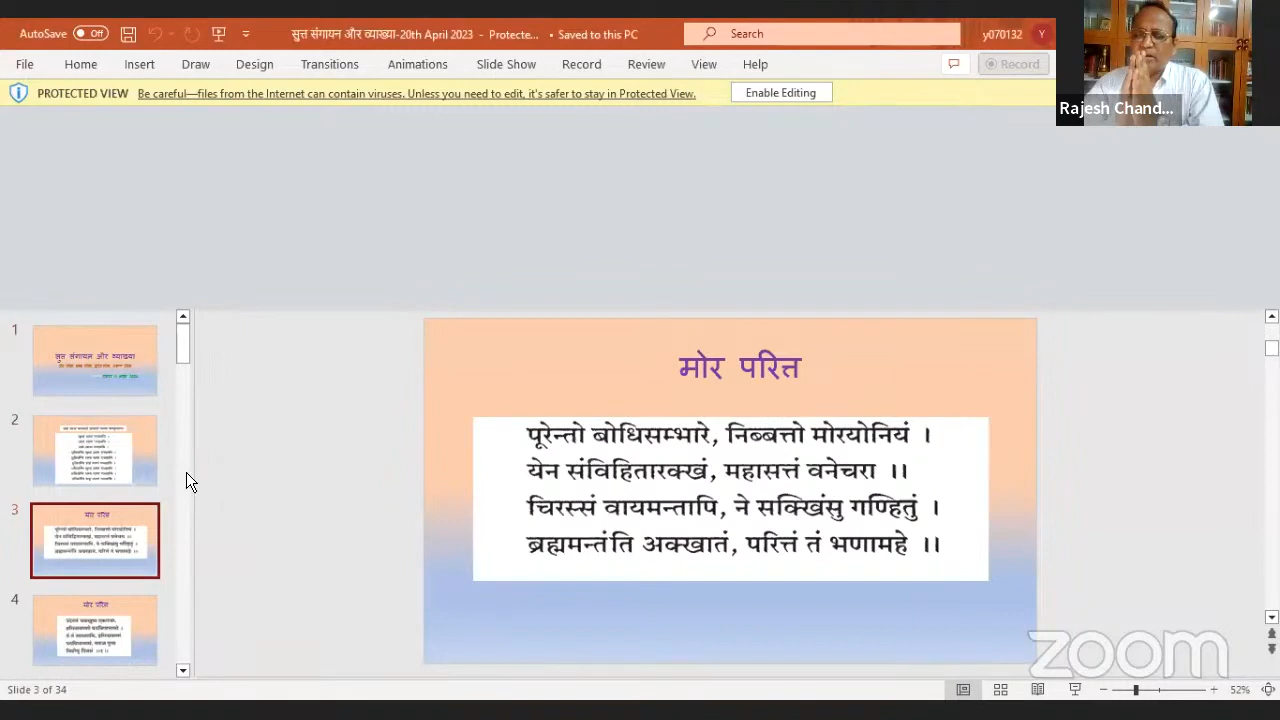 AutoSave Off
सुत्त संगायन और व्याख्या-20th April 2023 - Protecte... • Saved to this PC
Search
y070132 Y
File Home Insert Draw Design Transitions Animations Slide Show Record Review View Help
Record
PROTECTED VIEW Be careful—files from the Internet can contain viruses. Unless you need to edit, it's safer to stay in Protected View. Enable Editing
Rajesh Chand...
1
सुत्त संगायन और व्याख्या
2
3
मोर परित्त
4
मोर परित्त
मोर परित्त
पूरेन्तो बोधिसम्भारे, निब्बत्तो मोरयोनियं ।
येन संविहितारक्खं, महासत्तं वनेचरा ।।
चिरस्सं वायमन्तापि, ने सक्खिंसु गण्हितुं ।
ब्रह्ममन्तंति अक्खातं, परित्तं तं भणामहे ।।
zoom
Slide 3 of 34
52%